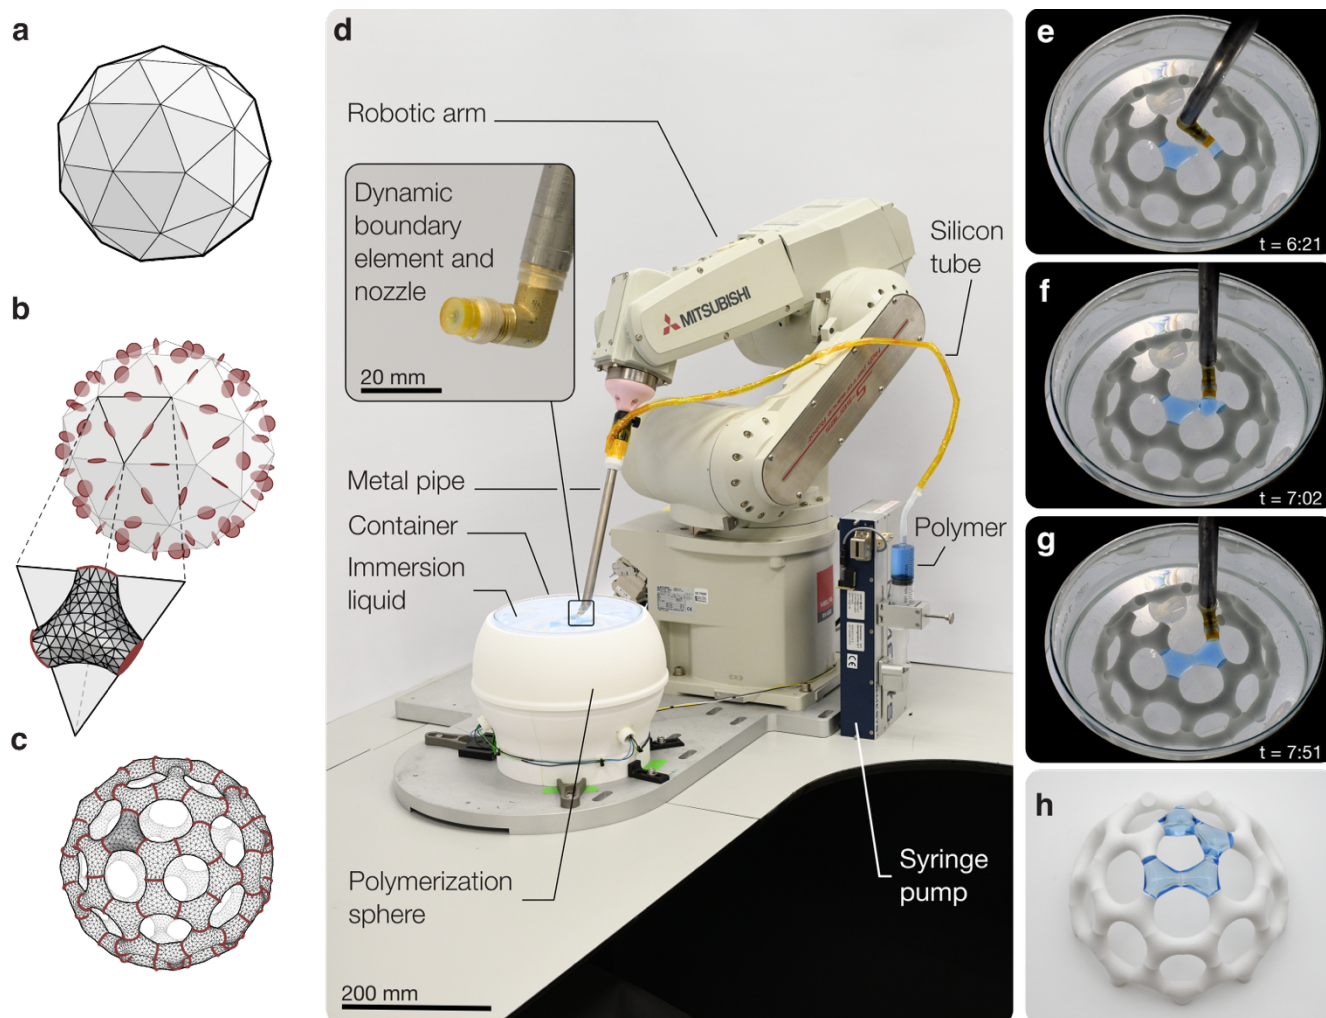 a
b
c
d
Robotic arm
Dynamic
boundary
element and
nozzle
20 mm
MITSUBISHI
Silicon
tube
Metal pipe
Container
Immersion
liquid
Polymer
Polymerization
sphere
Syringe
pump
200 mm
e
t = 6:21
f
t = 7:02
g
t = 7:51
h